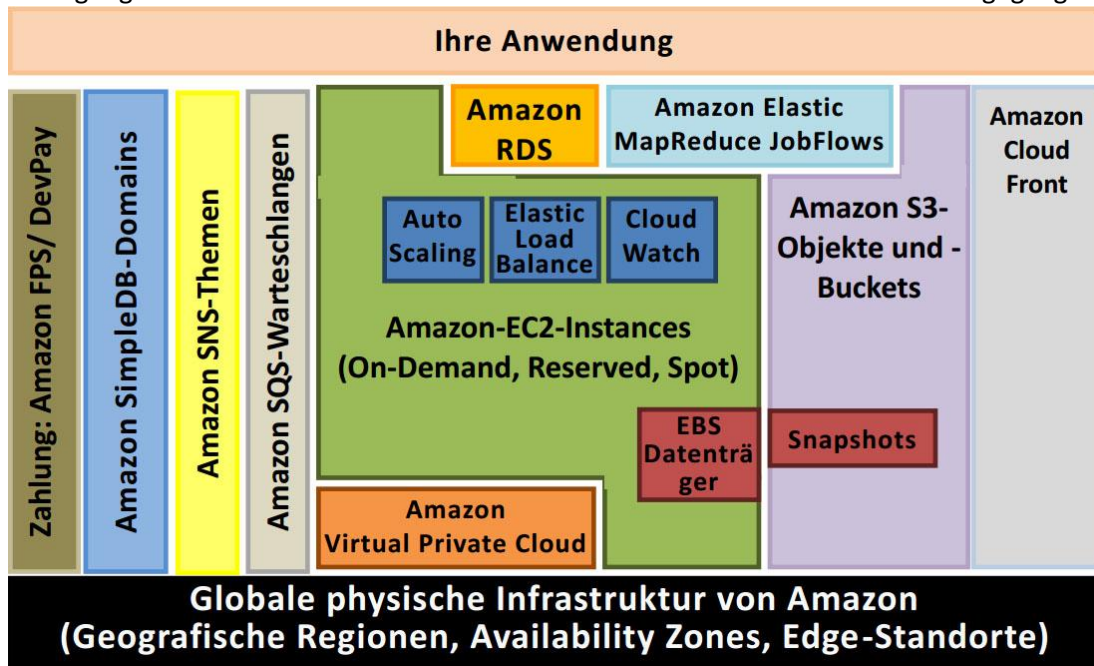 Ihre Anwendung
Zahlung: Amazon FPS/ DevPay
Amazon SimpleDB-Domains
Amazon SNS-Themen
Amazon SQS-Warteschlangen
Amazon
RDS
Amazon Elastic
MapReduce JobFlows
Auto
Scaling
Elastic
Load
Balance
Cloud
Watch
Amazon-EC2-Instances
(On-Demand, Reserved, Spot)
EBS
Datenträ
ger
Amazon
Virtual Private Cloud
Amazon S3-
Objekte und -
Buckets
Snapshots
Amazon
Cloud
Front
Globale physische Infrastruktur von Amazon
(Geografische Regionen, Availability Zones, Edge-Standorte)